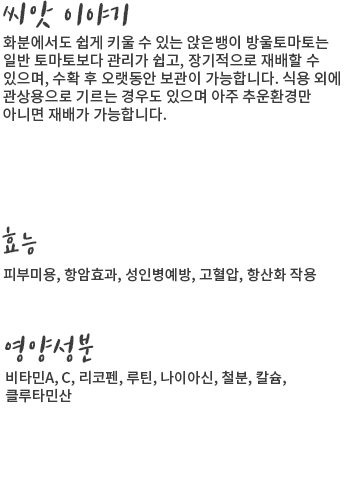 씨앗 이야기
화분에서도 쉽게 키울 수 있는 앉은뱅이 방울토마토는
일반 토마토보다 관리가 쉽고, 장기적으로 재배할 수
있으며, 수확 후 오랫동안 보관이 가능합니다. 식용 외에
관상용으로 기르는 경우도 있으며 아주 추운환경만
아니면 재배가 가능합니다.
효능
피부미용, 항암효과, 성인병예방, 고혈압, 항산화 작용
영양성분
비타민A, C, 리코펜, 루틴, 나이아신, 철분, 칼슘,
클루타민산